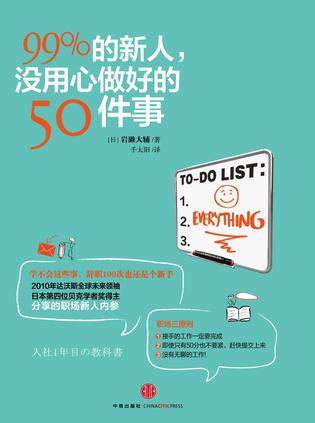 99%的新人，
没用心做好的
50件事
［日］岩濑大辅／著
千太阳／译
TO-DO LIST:
1.
2. EVERYTHING
3.
学不会这些事，辞职100次也还是个新手
2010年达沃斯全球未来领袖
日本第四位贝克学者奖得主
分享的职场新人内参
入社1年目の教科書
职场三原则
1 接手的工作一定要完成
2 即使只有50分也不要紧，赶快提交上来
3 没有无聊的工作！
中信出版社·CHINACITICPRESS